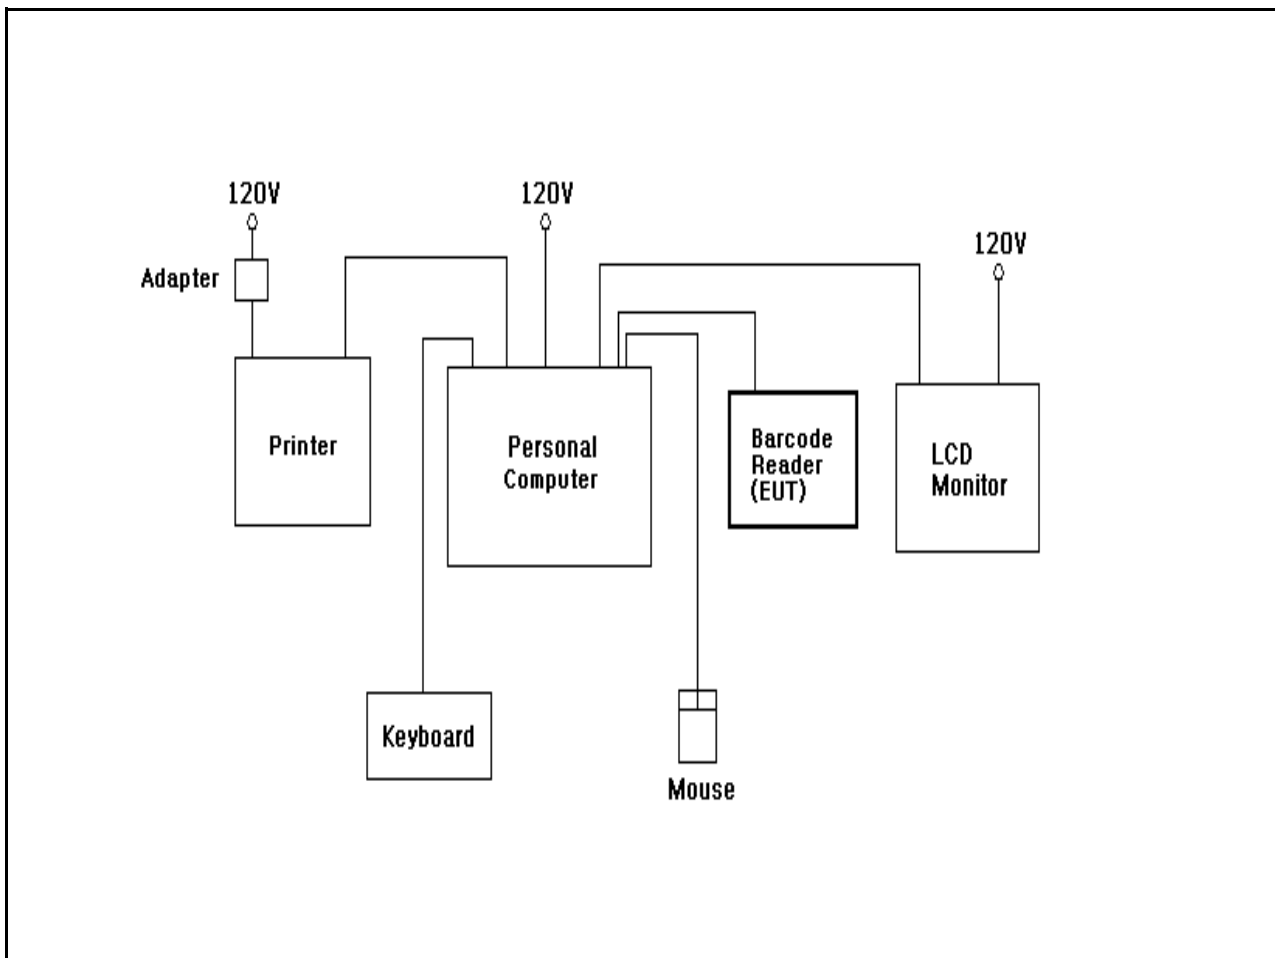 120V
120V
120V
Adapter
Printer
Personal
Computer
Barcode
Reader
(EUT)
LCD
Monitor
Keyboard
Mouse